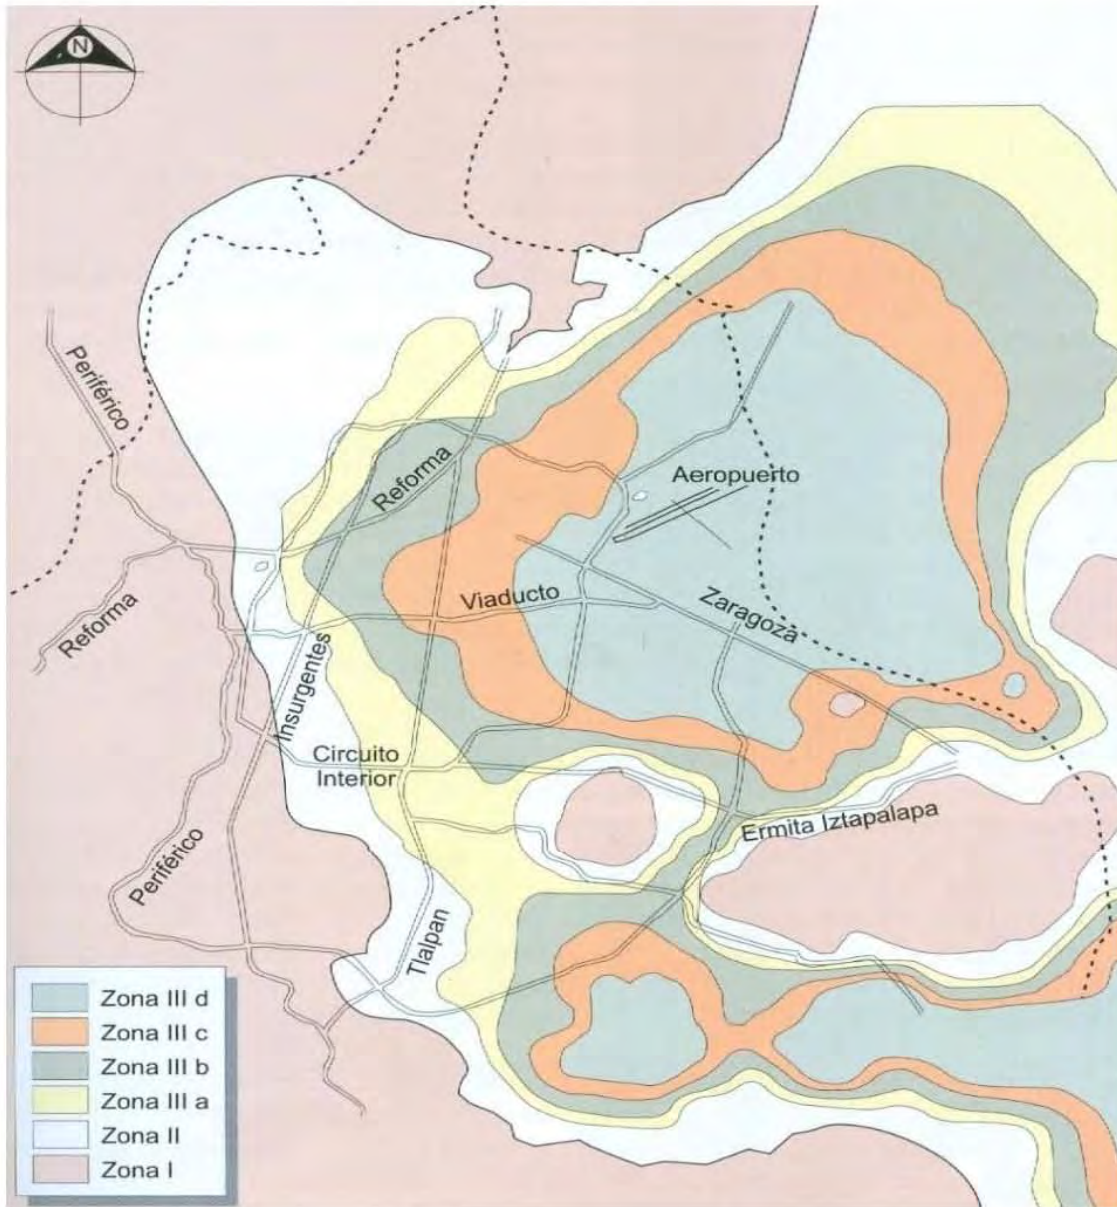 N
Periférico
Reforma
Aeropuerto
Reforma
Viaducto
Zaragoza
Insurgentes
Circuito
Interior
Ermita Iztapalapa
Periférico
Tlalpan
Zona III d
Zona III c
Zona III b
Zona III a
Zona II
Zona I